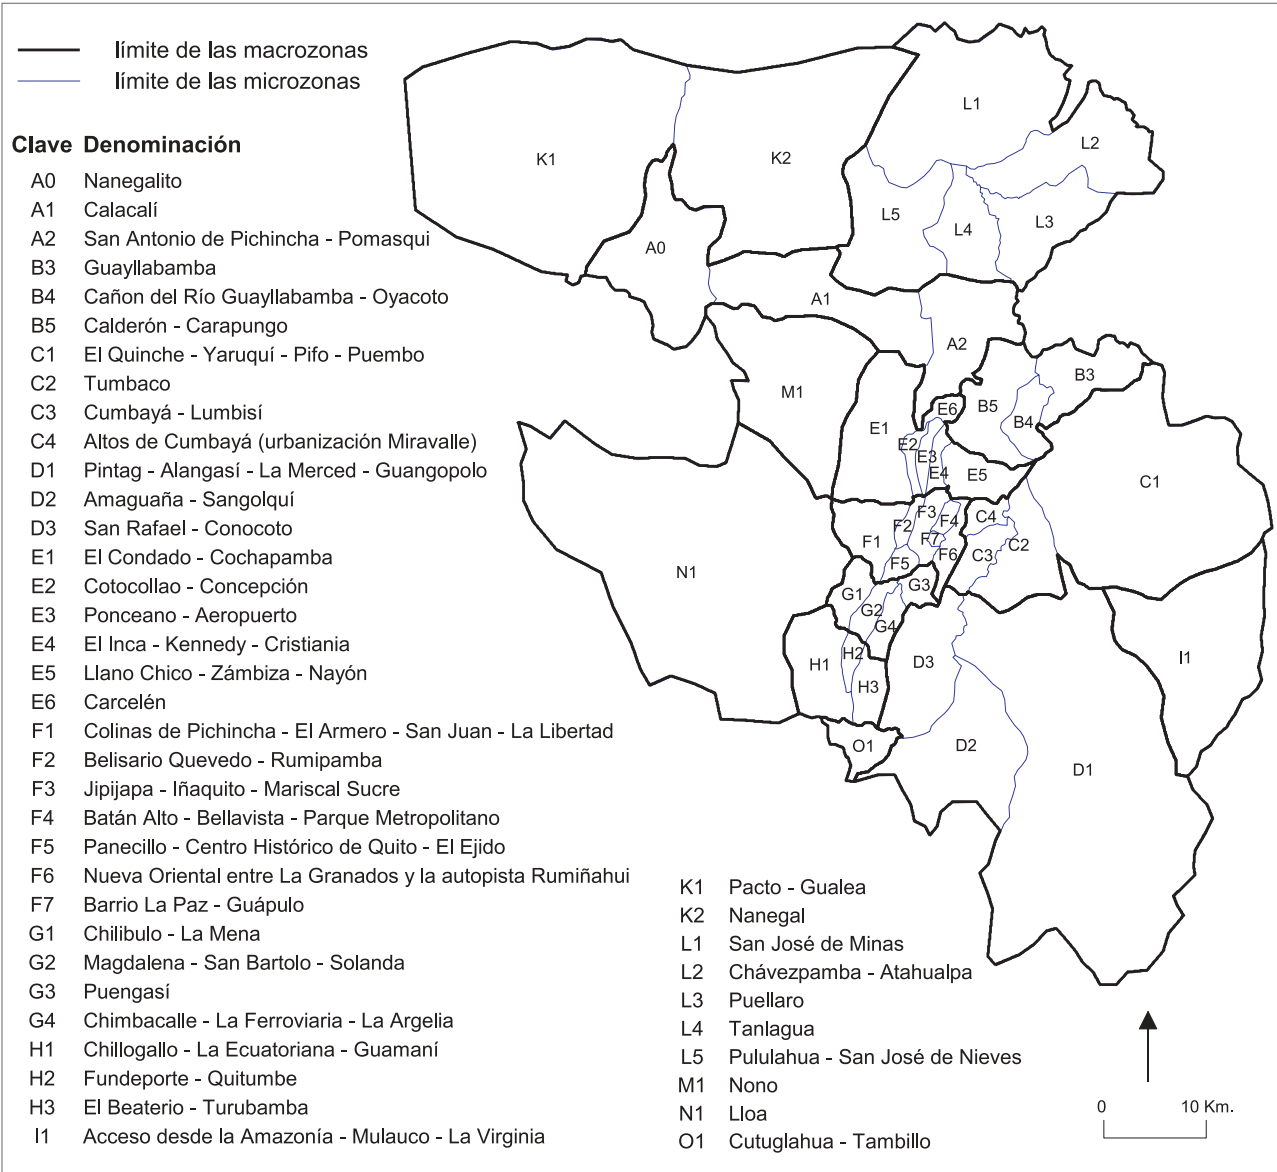 límite de las macrozonas
límite de las microzonas
Clave Denominación
A0 Nanegalito
A1 Calacalí
A2 San Antonio de Pichincha - Pomasqui
B3 Guayllabamba
B4 Cañon del Río Guayllabamba - Oyacoto
B5 Calderón - Carapungo
C1 El Quinche - Yaruquí - Pifo - Puembo
C2 Tumbaco
C3 Cumbayá - Lumbisí
C4 Altos de Cumbayá (urbanización Miravalle)
D1 Pintag - Alangasí - La Merced - Guangopolo
D2 Amaguaña - Sangolquí
D3 San Rafael - Conocoto
E1 El Condado - Cochapamba
E2 Cotocollao - Concepción
E3 Ponceano - Aeropuerto
E4 El Inca - Kennedy - Cristiania
E5 Llano Chico - Zámbiza - Nayón
E6 Carcelén
F1 Colinas de Pichincha - El Armero - San Juan - La Libertad
F2 Belisario Quevedo - Rumipamba
F3 Jipijapa - Iñaquito - Mariscal Sucre
F4 Batán Alto - Bellavista - Parque Metropolitano
F5 Panecillo - Centro Histórico de Quito - El Ejido
F6 Nueva Oriental entre La Granados y la autopista Rumiñahui
F7 Barrio La Paz - Guápulo
G1 Chilibulo - La Mena
G2 Magdalena - San Bartolo - Solanda
G3 Puengasí
G4 Chimbacalle - La Ferroviaria - La Argelia
H1 Chillogallo - La Ecuatoriana - Guamaní
H2 Fundeporte - Quitumbe
H3 El Beaterio - Turubamba
I1 Acceso desde la Amazonía - Mulauco - La Virginia
K1 Pacto - Gualea
K2 Nanegal
L1 San José de Minas
L2 Chávezpamba - Atahualpa
L3 Puellaro
L4 Tanlagua
L5 Pululahua - San José de Nieves
M1 Nono
N1 Lloa
O1 Cutuglahua - Tambillo
L1
L2
K1
K2
L5
L4
L3
A0
A1
A2
B3
M1
B5
B4
E6
E1
E2
E3
E4
E5
C1
F3
F2
F4
C4
F1
F7
C2
F5
F6
C3
N1
G3
G1
G2
G4
H2
H1
D3
I1
H3
O1
D2
D1
0 10 Km.